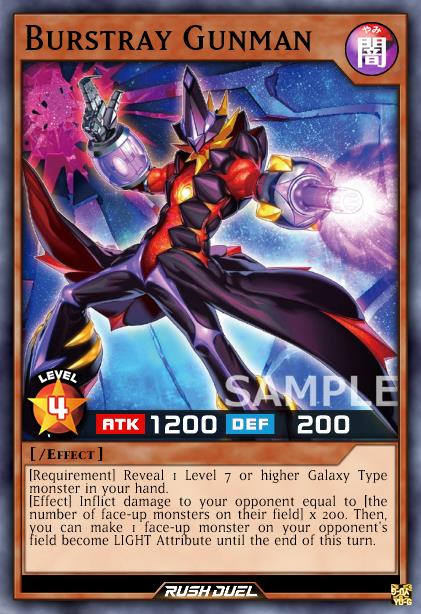 BURSTRAY GUNMAN
やみ
闇
SAMPLE
LEVEL
4
ATK 1200 DEF 200
[ /EFFECT ]
[Requirement] Reveal 1 Level 7 or higher Galaxy Type
monster in your hand.
[Effect] Inflict damage to your opponent equal to [the
number of face-up monsters on their field] x 200. Then,
you can make 1 face-up monster on your opponent's
field become LIGHT Attribute until the end of this turn.
RUSH DUEL